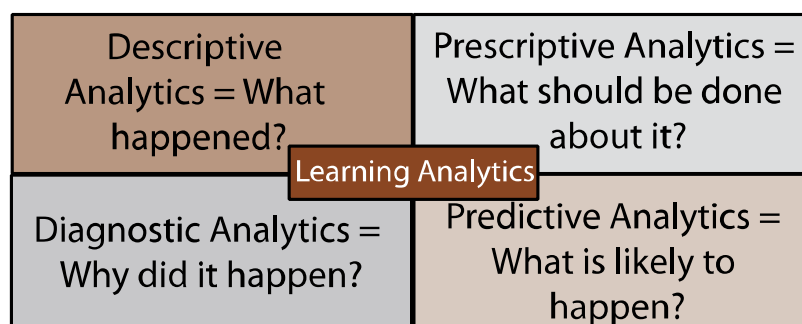 Descriptive
Analytics = What
happened?
Prescriptive Analytics =
What should be done
about it?
Learning Analytics
Diagnostic Analytics =
Why did it happen?
Predictive Analytics =
What is likely to
happen?